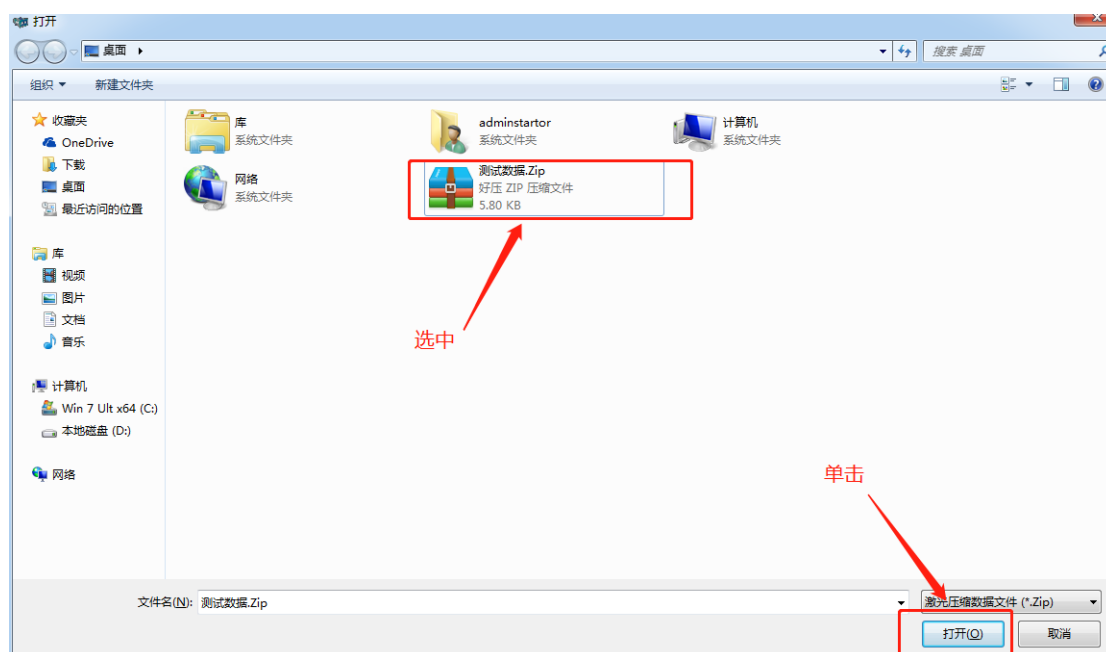 打开
桌面
搜索 桌面
组织
新建文件夹
收藏夹
OneDrive
下载
桌面
最近访问的位置
库
视频
图片
文档
音乐
计算机
Win 7 Ult x64 (C:)
本地磁盘 (D:)
网络
库
系统文件夹
adminstartor
系统文件夹
计算机
系统文件夹
网络
系统文件夹
测试数据.Zip
好压 ZIP 压缩文件
5.80 KB
选中
单击
文件名(N): 测试数据.Zip
激光压缩数据文件 (*.Zip)
打开(O)
取消